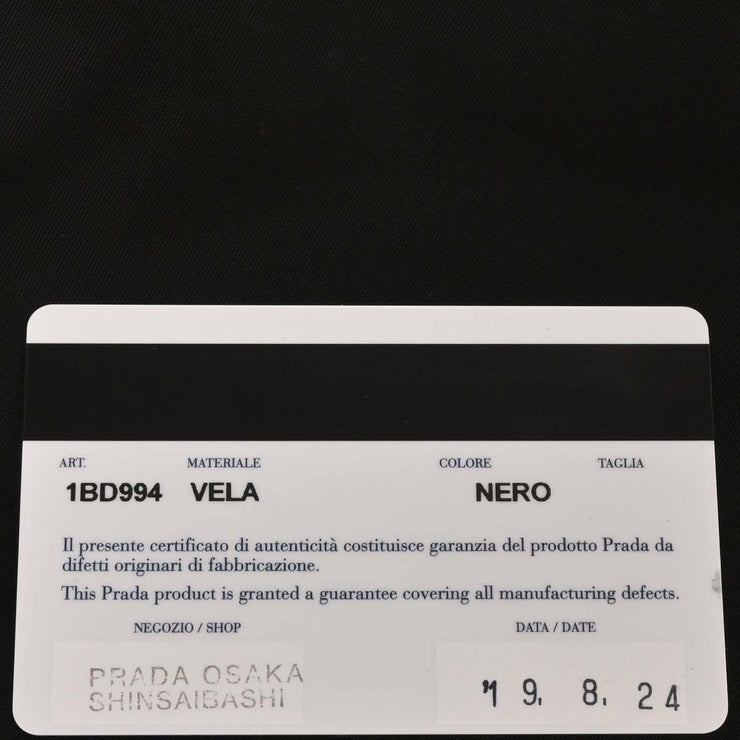 ART. MATERIALE COLORE TAGLIA
1BD994 VELA NERO
Il presente certificato di autenticità costituisce garanzia del prodotto Prada da
difetti originari di fabbricazione.
This Prada product is granted a guarantee covering all manufacturing defects.
NEGOZIO / SHOP DATA / DATE
PRADA OSAKA
SHINSAIBASHI
'19. 8. 24